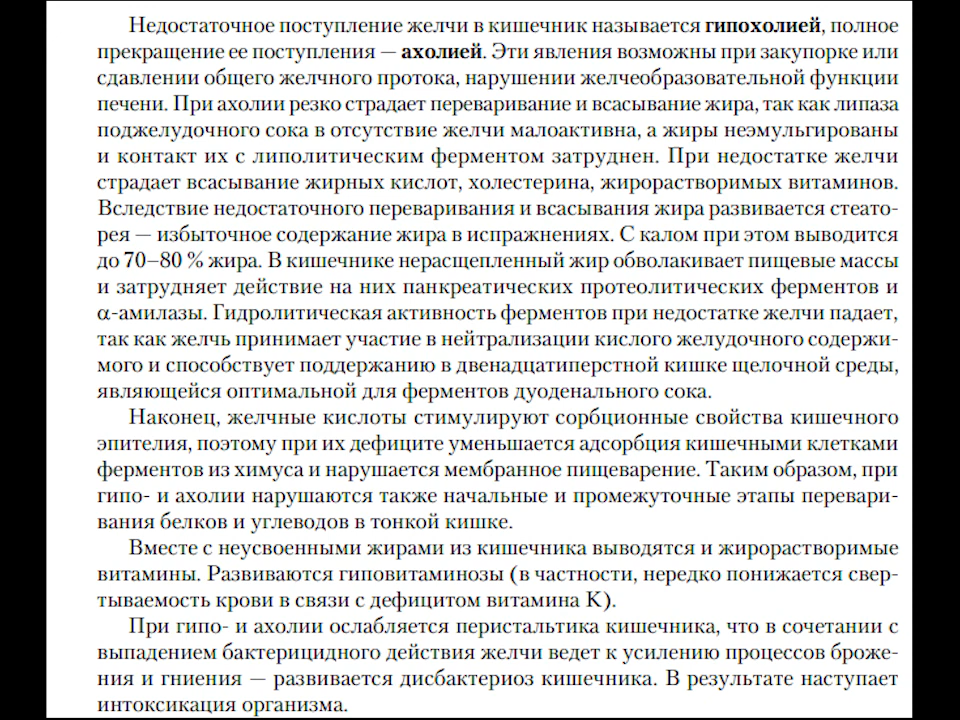 Недостаточное поступление желчи в кишечник называется гипохолией, полное
прекращение ее поступления — ахолией. Эти явления возможны при закупорке или
сдавлении общего желчного протока, нарушении желчеобразовательной функции
печени. При ахолии резко страдает переваривание и всасывание жира, так как липаза
поджелудочного сока в отсутствие желчи малоактивна, а жиры неэмульгированы
и контакт их с липолитическим ферментом затруднен. При недостатке желчи
страдает всасывание жирных кислот, холестерина, жирорастворимых витаминов.
Вследствие недостаточного переваривания и всасывания жира развивается стеато-
рея — избыточное содержание жира в испражнениях. С калом при этом выводится
до 70–80 % жира. В кишечнике нерасщепленный жир обволакивает пищевые массы
и затрудняет действие на них панкреатических протеолитических ферментов и
α-амилазы. Гидролитическая активность ферментов при недостатке желчи падает,
так как желчь принимает участие в нейтрализации кислого желудочного содержи-
мого и способствует поддержанию в двенадцатиперстной кишке щелочной среды,
являющейся оптимальной для ферментов дуоденального сока.
Наконец, желчные кислоты стимулируют сорбционные свойства кишечного
эпителия, поэтому при их дефиците уменьшается адсорбция кишечными клетками
ферментов из химуса и нарушается мембранное пищеварение. Таким образом, при
гипо- и ахолии нарушаются также начальные и промежуточные этапы перевари-
вания белков и углеводов в тонкой кишке.
Вместе с неусвоенными жирами из кишечника выводятся и жирорастворимые
витамины. Развиваются гиповитаминозы (в частности, нередко понижается свер-
тываемость крови в связи с дефицитом витамина K).
При гипо- и ахолии ослабляется перистальтика кишечника, что в сочетании с
выпадением бактерицидного действия желчи ведет к усилению процессов броже-
ния и гниения — развивается дисбактериоз кишечника. В результате наступает
интоксикация организма.